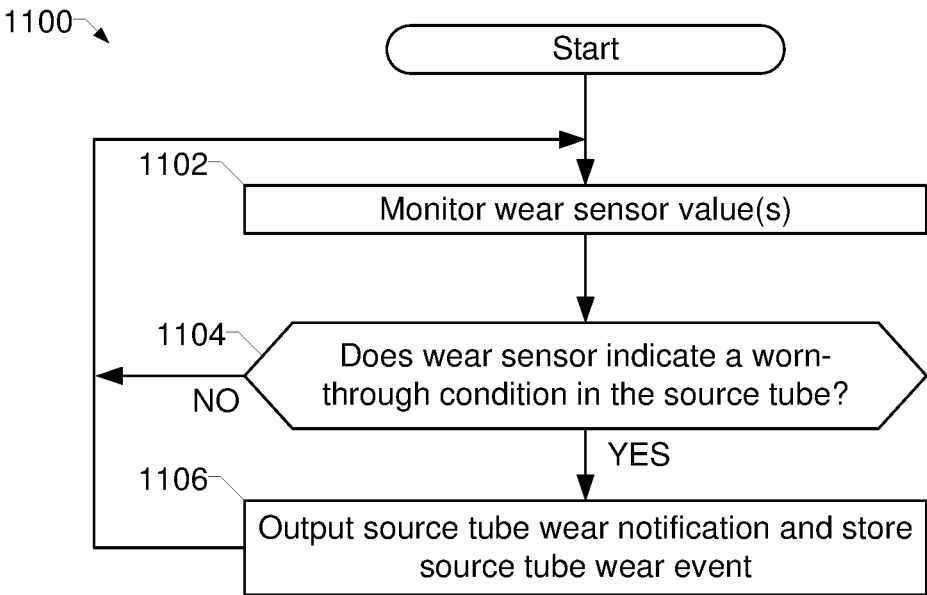 1100
Start
1102
Monitor wear sensor value(s)
1104
Does wear sensor indicate a worn-
through condition in the source tube?
NO
YES
1106
Output source tube wear notification and store
source tube wear event